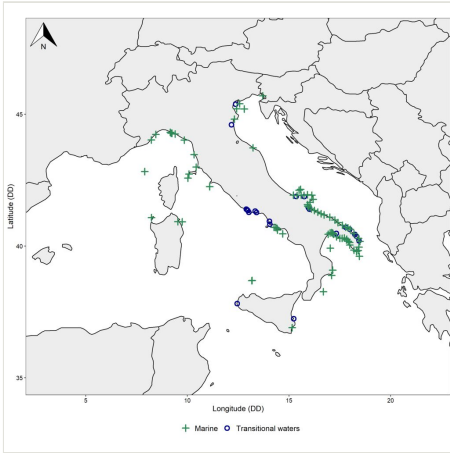 N
45
40
35
Latitude (DD)
5 10 15 20
Longitude (DD)
Marine Transitional waters